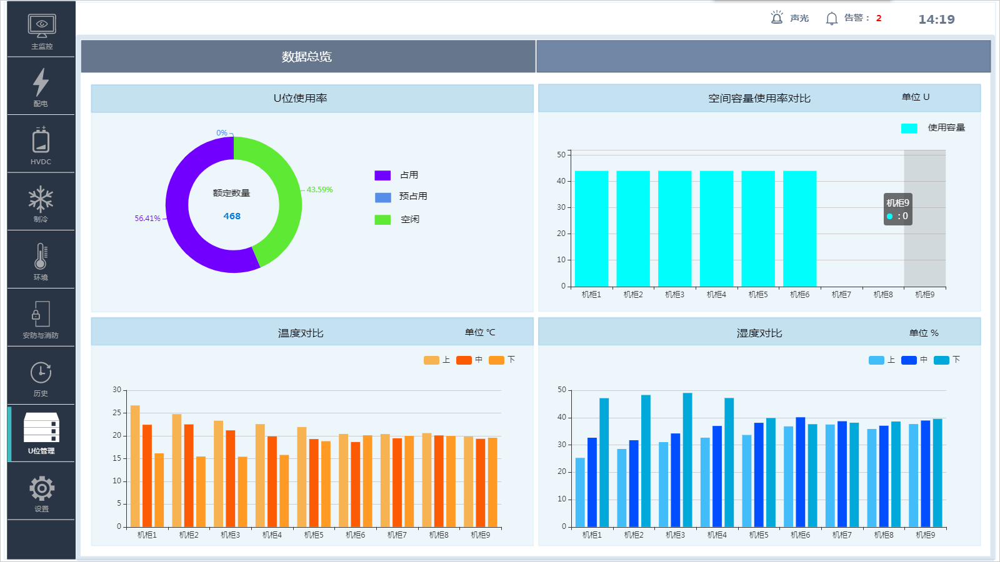 主监控
配电
HVDC
制冷
环境
安防与消防
历史
U位管理
设置
声光
告警： 2
14:19
数据总览
U位使用率
0%
43.59%
56.41%
额定数量
468
占用
预占用
空闲
空间容量使用率对比
单位 U
使用容量
50
40
30
20
10
0
机柜9
: 0
机柜1 机柜2 机柜3 机柜4 机柜5 机柜6 机柜7 机柜8 机柜9
温度对比
单位 ℃
上 中 下
30
25
20
15
10
5
0
机柜1 机柜2 机柜3 机柜4 机柜5 机柜6 机柜7 机柜8 机柜9
湿度对比
单位 %
上 中 下
50
40
30
20
10
0
机柜1 机柜2 机柜3 机柜4 机柜5 机柜6 机柜7 机柜8 机柜9